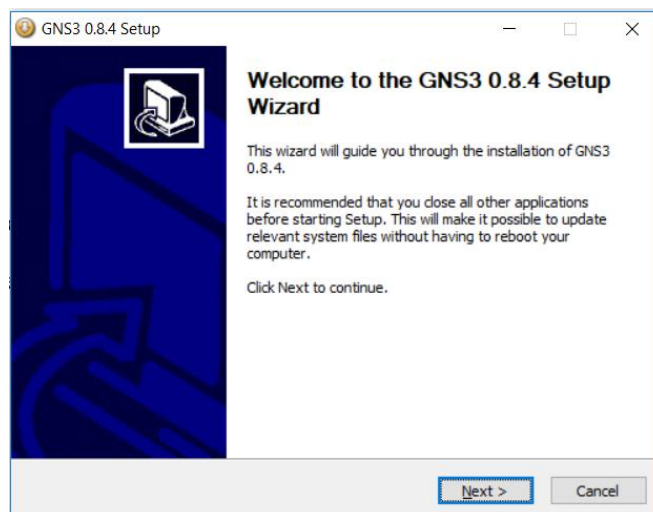 GNS3 0.8.4 Setup
Welcome to the GNS3 0.8.4 Setup
Wizard
This wizard will guide you through the installation of GNS3
0.8.4.
It is recommended that you close all other applications
before starting Setup. This will make it possible to update
relevant system files without having to reboot your
computer.
Click Next to continue.
Next >
Cancel